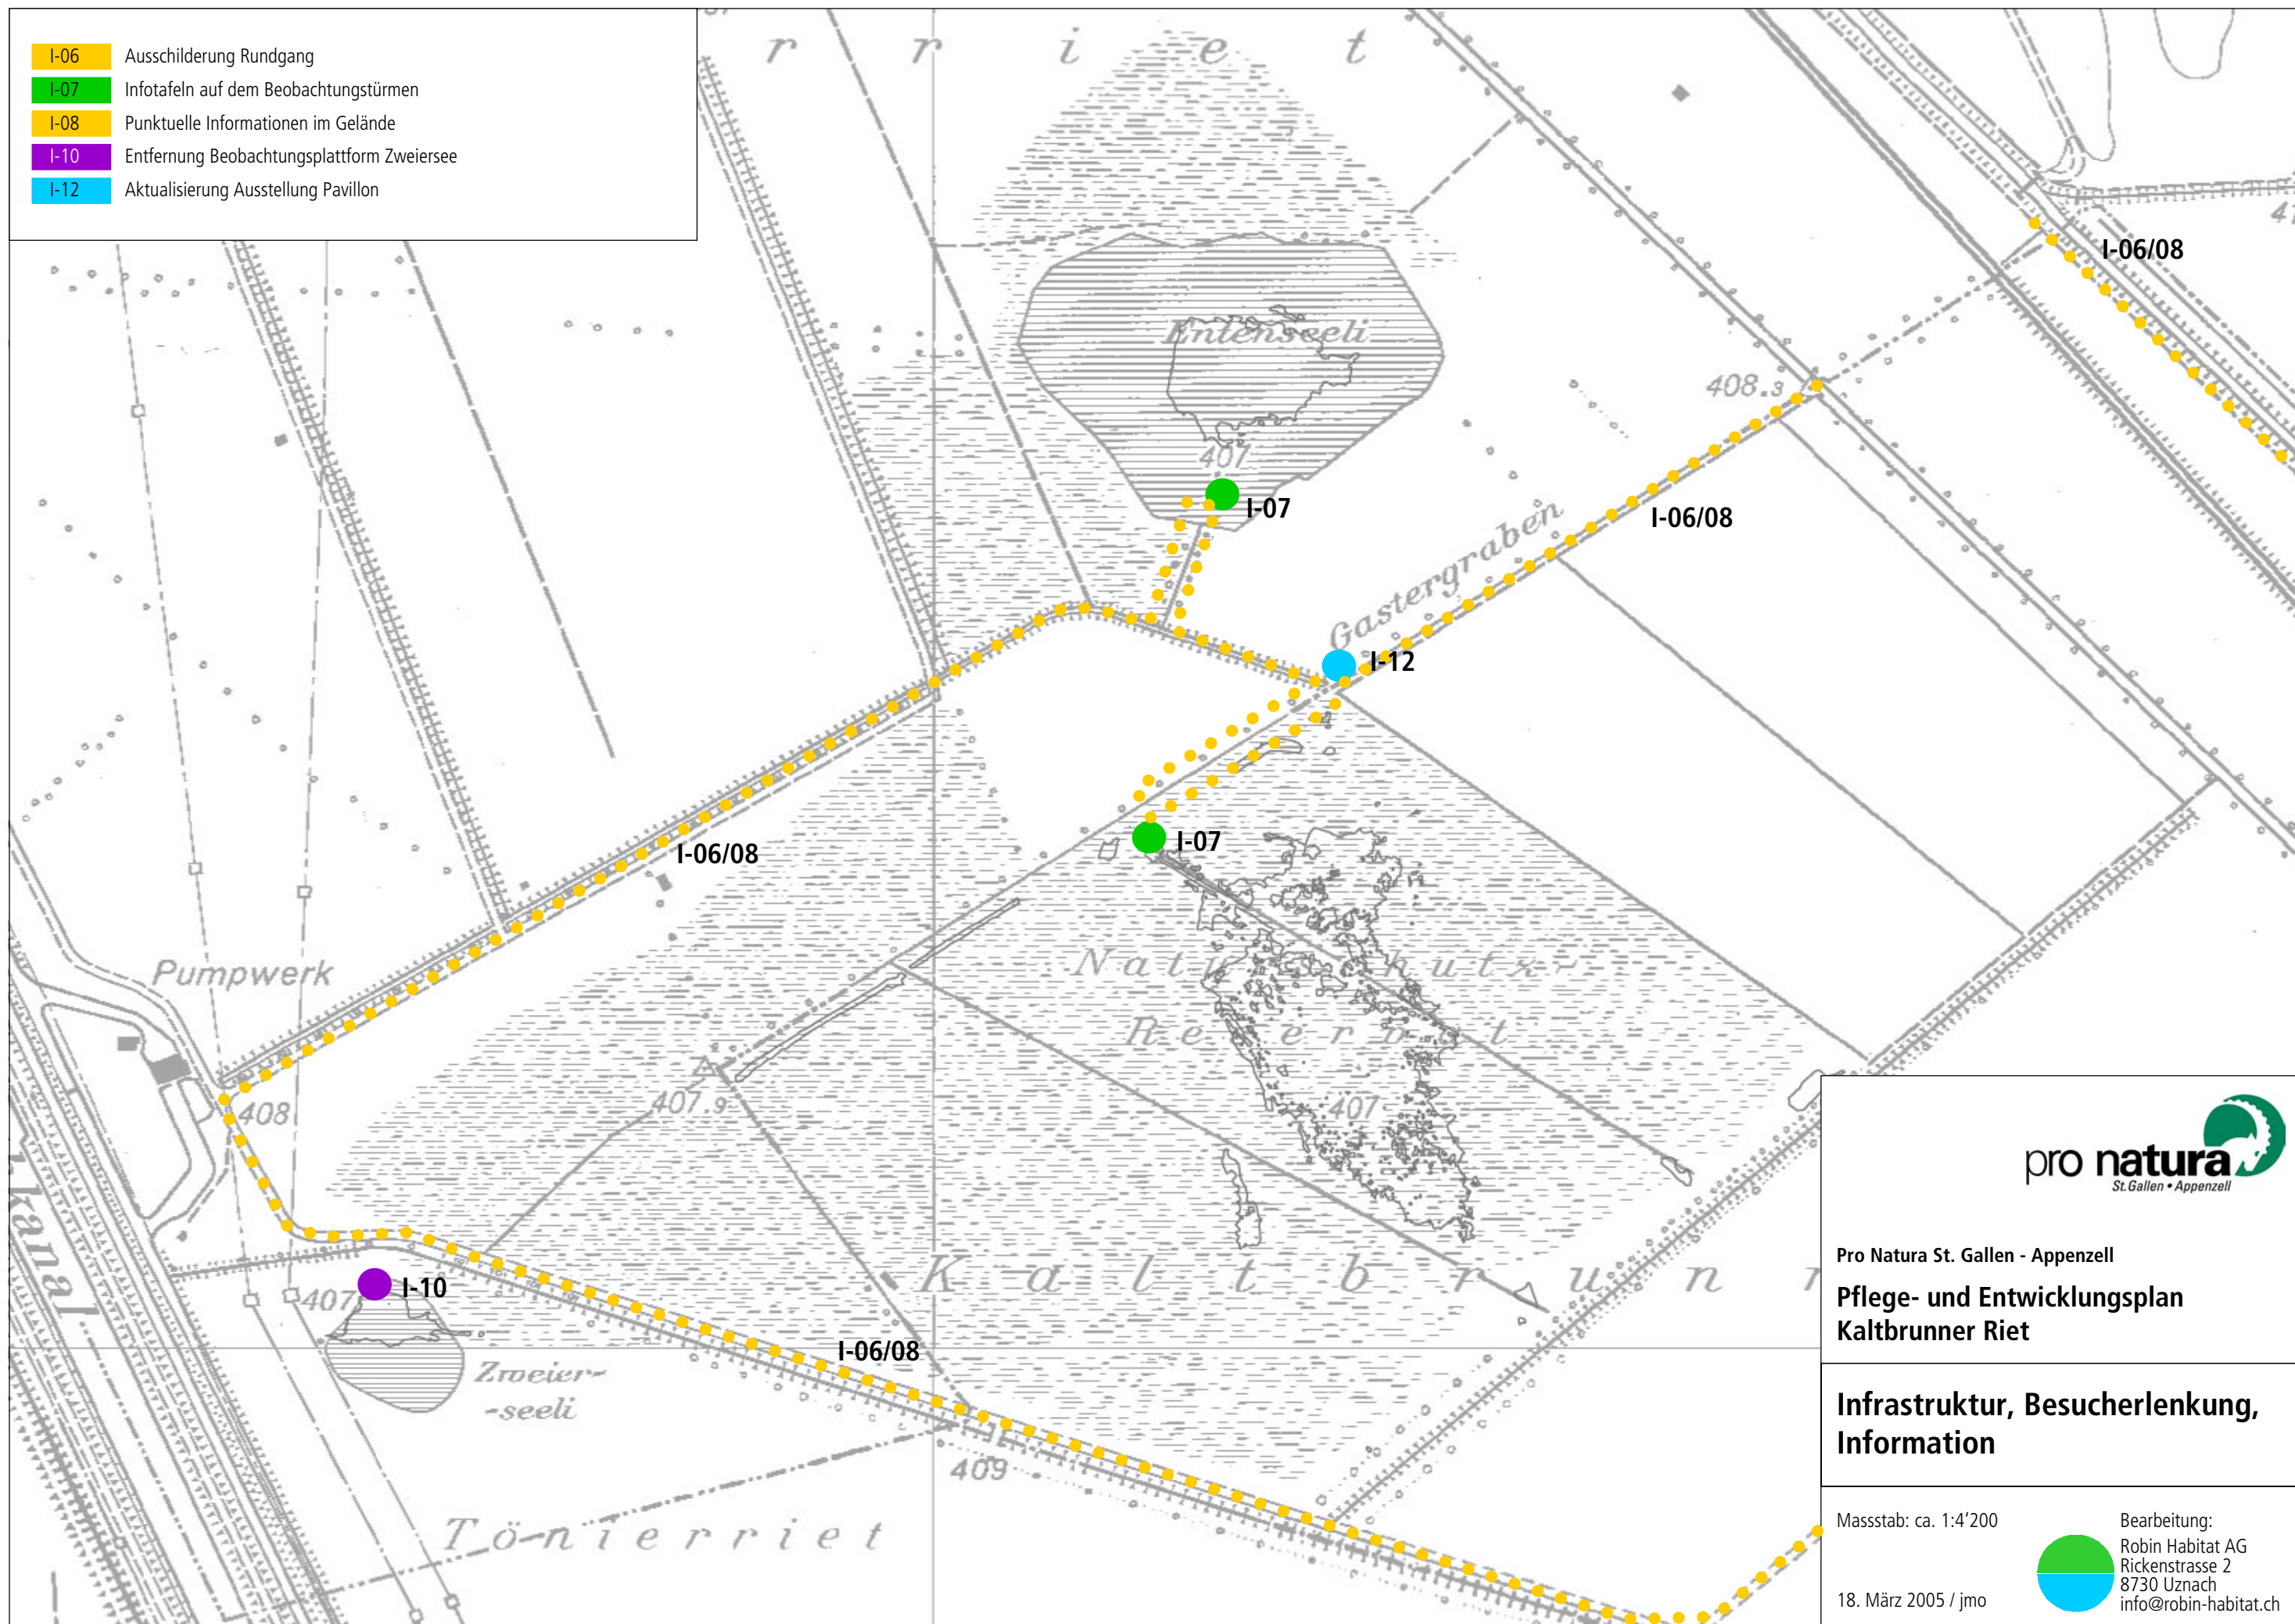 I-06 Ausschilderung Rundgang
I-07 Infotafeln auf dem Beobachtungstürmen
I-08 Punktuelle Informationen im Gelände
I-10 Entfernung Beobachtungsplattform Zweiersee
I-12 Aktualisierung Ausstellung Pavillon
r r i e t
I-06/08
Entenseeli
408.3
407
I-07
I-06/08
Gastergraben
I-12
I-07
I-06/08
Pumpwerk
407.9
408
407
kanal
I-10
407
K a l t b r u n
I-06/08
Zweier-
-seeli
409
Tönierriet
pro natura
St.Gallen • Appenzell
Pro Natura St. Gallen - Appenzell
Pflege- und Entwicklungsplan
Kaltbrunner Riet
Infrastruktur, Besucherlenkung,
Information
Massstab: ca. 1:4'200
18. März 2005 / jmo
Bearbeitung:
Robin Habitat AG
Rickenstrasse 2
8730 Uznach
info@robin-habitat.ch